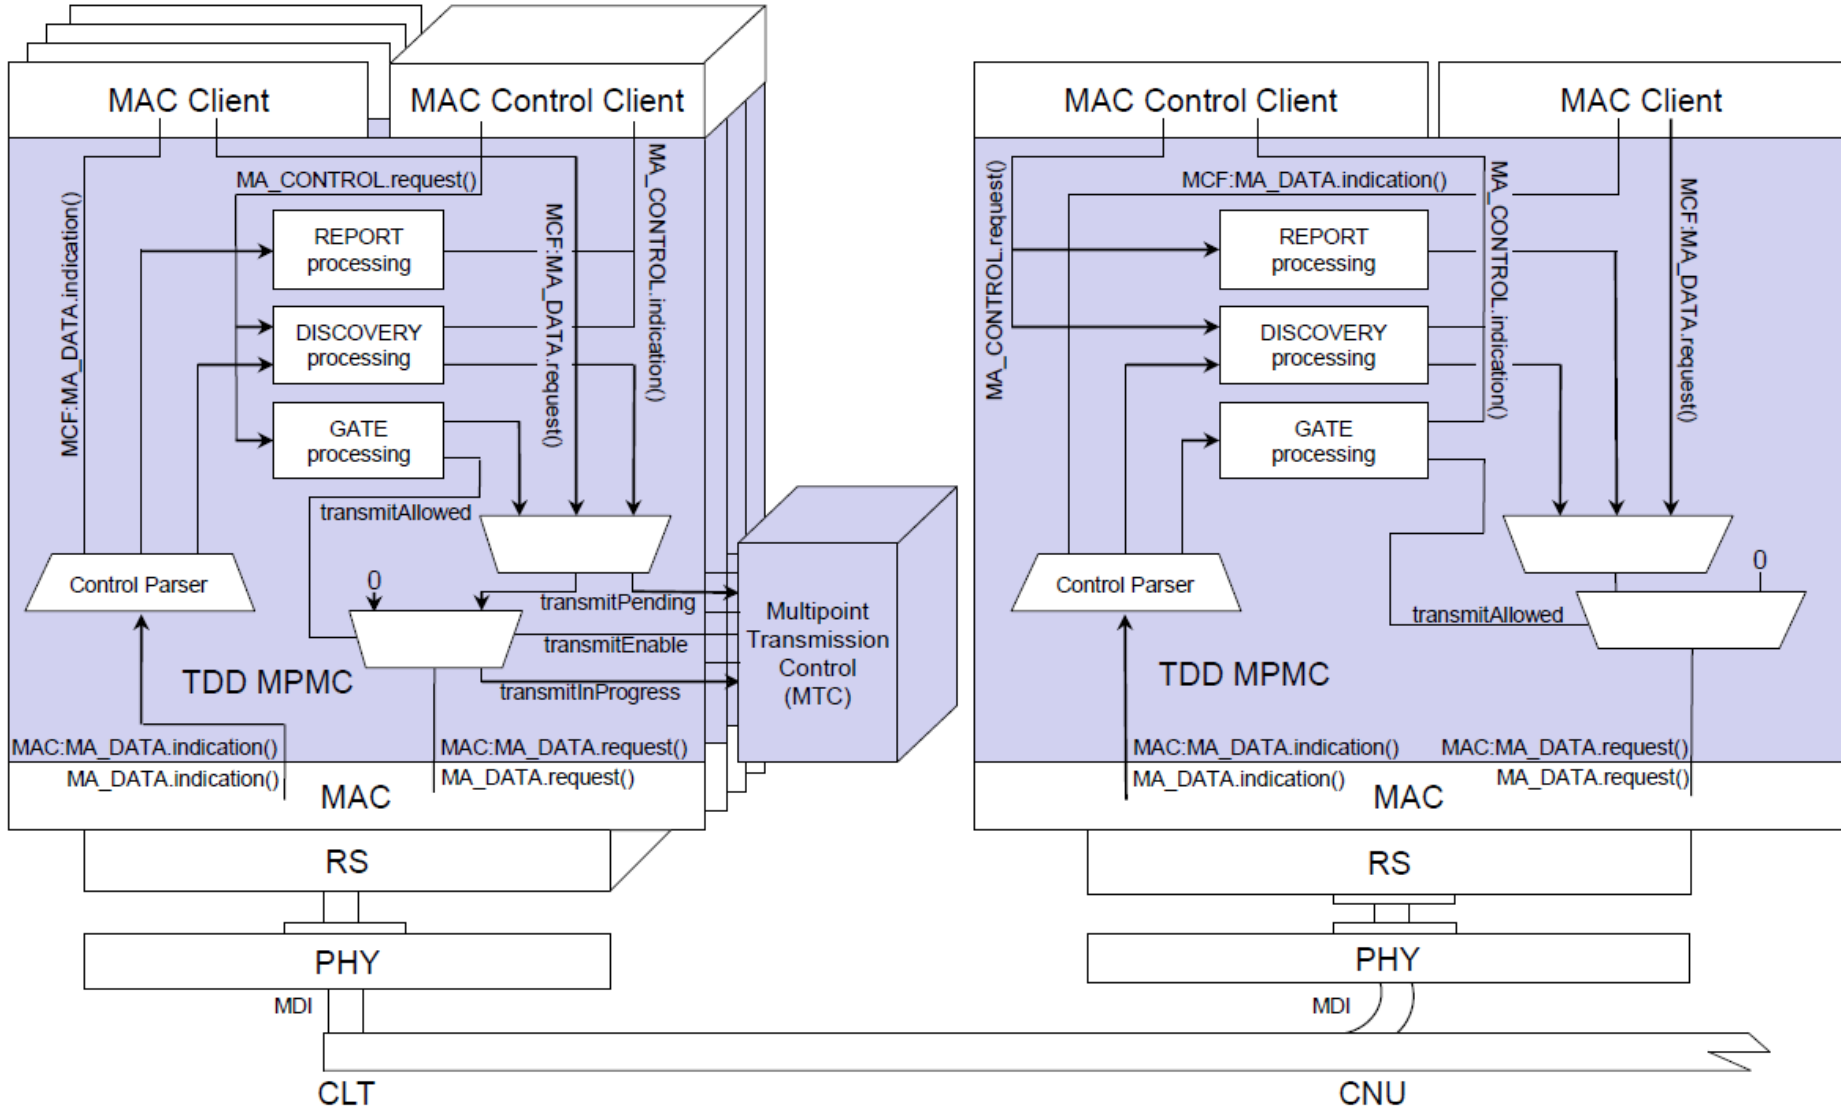 MAC Client
MAC Control Client
MA_CONTROL.request()
MCF:MA_DATA.indication()
MCF:MA_DATA.request()
MA_CONTROL.indication()
REPORT
processing
DISCOVERY
processing
GATE
processing
transmitAllowed
Control Parser
0
transmitPending
transmitEnable
transmitInProgress
TDD MPMC
Multipoint
Transmission
Control
(MTC)
MAC:MA_DATA.indication()
MAC:MA_DATA.request()
MA_DATA.indication()
MA_DATA.request()
MAC
RS
PHY
MDI
CLT
MAC Control Client
MAC Client
MA_CONTROL.request()
MCF:MA_DATA.indication()
MA_CONTROL.indication()
MCF:MA_DATA.request()
REPORT
processing
DISCOVERY
processing
GATE
processing
Control Parser
0
transmitAllowed
TDD MPMC
MAC:MA_DATA.indication()
MAC:MA_DATA.request()
MA_DATA.indication()
MA_DATA.request()
MAC
RS
PHY
MDI
CNU